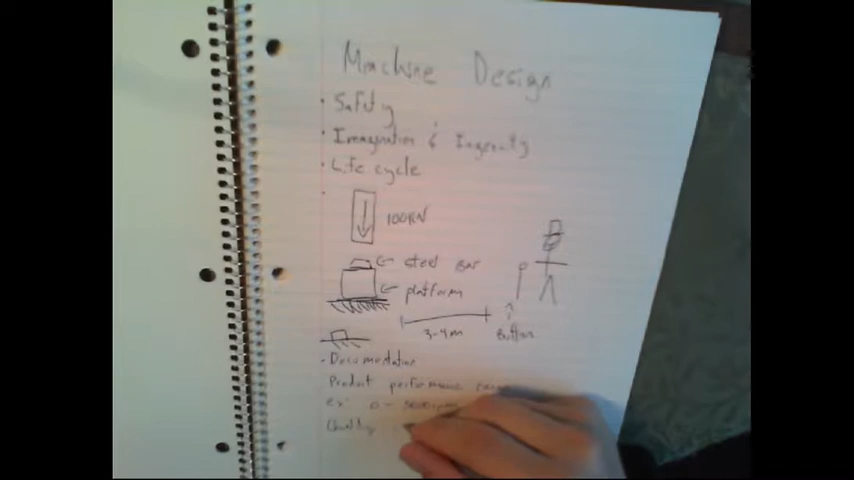 Machine Design
• Safety
• Imagination & Ingenuity
• Life cycle
100KN
steel Bar
platform
3-4m
Button
• Documentation
Product performance
ex:
Quality